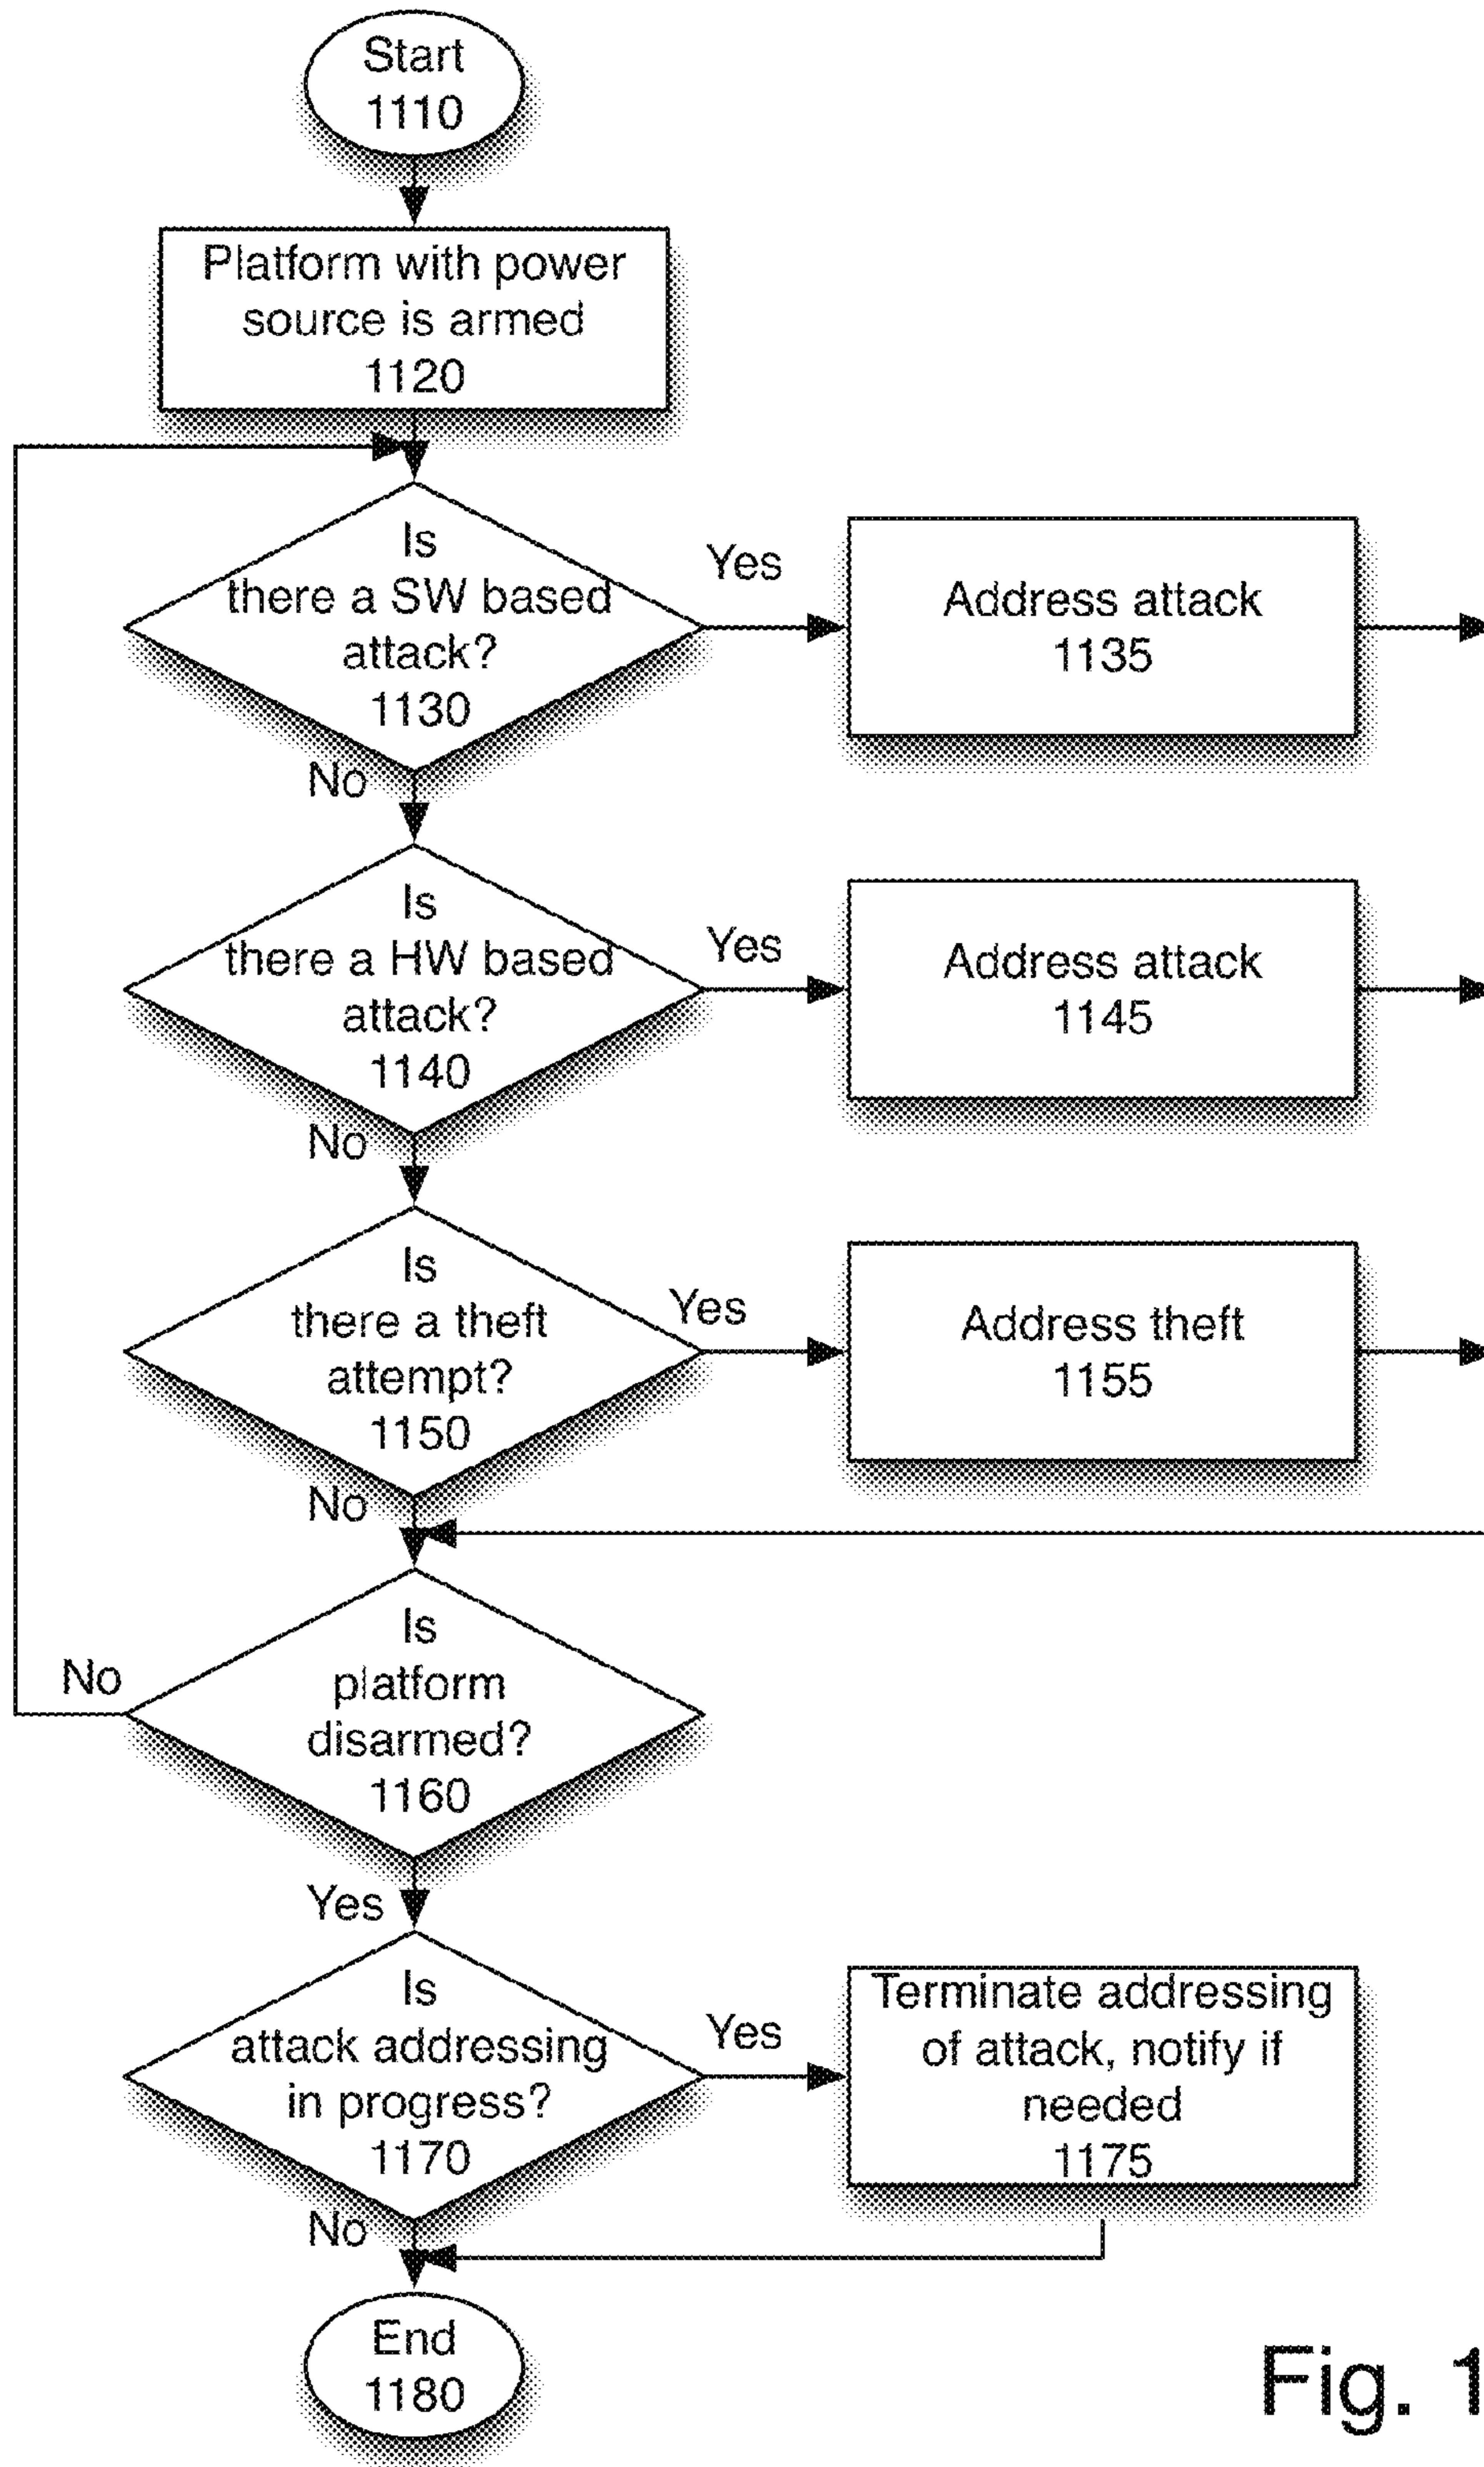 Start
1110
Platform with power
source is armed
1120
Is
there a SW based
attack?
1130
Yes
Address attack
1135
No
Is
there a HW based
attack?
1140
Yes
Address attack
1145
No
Is
there a theft
attempt?
1150
Yes
Address theft
1155
No
Is
platform
disarmed?
1160
No
Yes
Is
attack addressing
in progress?
1170
Yes
Terminate addressing
of attack, notify if
needed
1175
No
End
1180
Fig. 1